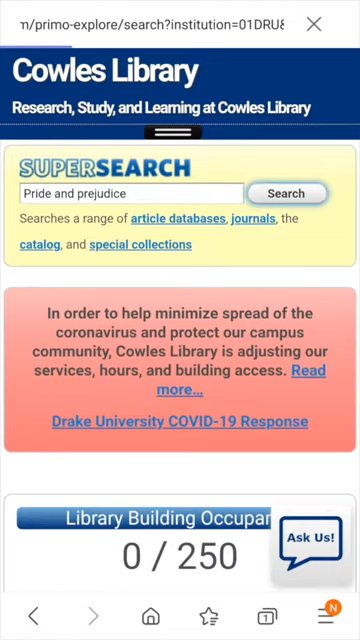 m/primo-explore/search?institution=01DRU&
Cowles Library
Research, Study, and Learning at Cowles Library
SUPERSEARCH
Pride and prejudice
Search
Searches a range of article databases, journals, the
catalog, and special collections
In order to help minimize spread of the
coronavirus and protect our campus
community, Cowles Library is adjusting our
services, hours, and building access. Read
more...
Drake University COVID-19 Response
Library Building Occupan
0 / 250
Ask Us!
1
N